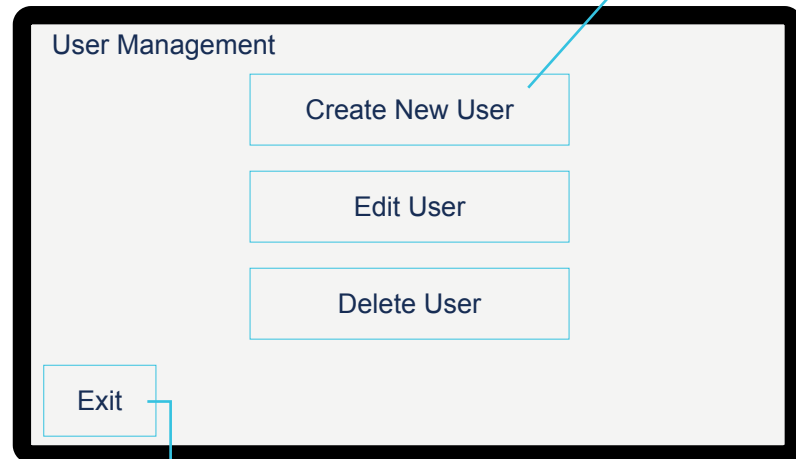 User Management
Create New User
Edit User
Delete User
Exit